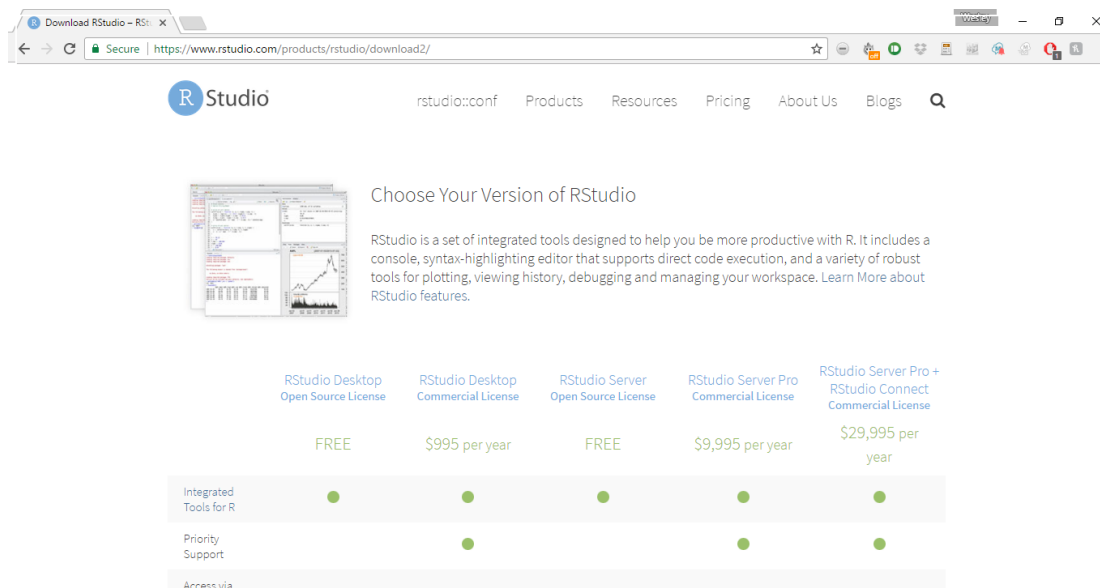 Download RStudio – RStu
Wesley
Secure
https://www.rstudio.com/products/rstudio/download2/
off
1
R Studio
rstudio::conf
Products
Resources
Pricing
About Us
Blogs
Choose Your Version of RStudio
RStudio is a set of integrated tools designed to help you be more productive with R. It includes a
console, syntax-highlighting editor that supports direct code execution, and a variety of robust
tools for plotting, viewing history, debugging and managing your workspace. Learn More about
RStudio features.
RStudio Desktop
Open Source License
RStudio Desktop
Commercial License
RStudio Server
Open Source License
RStudio Server Pro
Commercial License
RStudio Server Pro +
RStudio Connect
Commercial License
FREE
$995 per year
FREE
$9,995 per year
$29,995 per
year
Integrated
Tools for R
Priority
Support
Access via